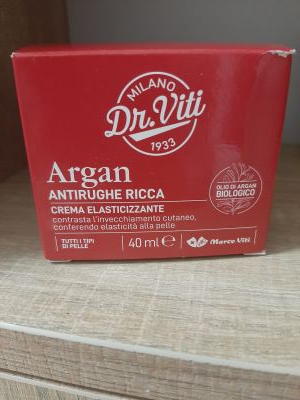 MILANO
Dr. Viti
1933
Argan
ANTIRUGHE RICCA
CREMA ELASTICIZZANTE
contrasta l'invecchiamento cutaneo,
conferendo elasticità alla pelle
OLIO DI ARGAN
BIOLOGICO
TUTTI I TIPI
DI PELLE
40 ml e
Marco Viti